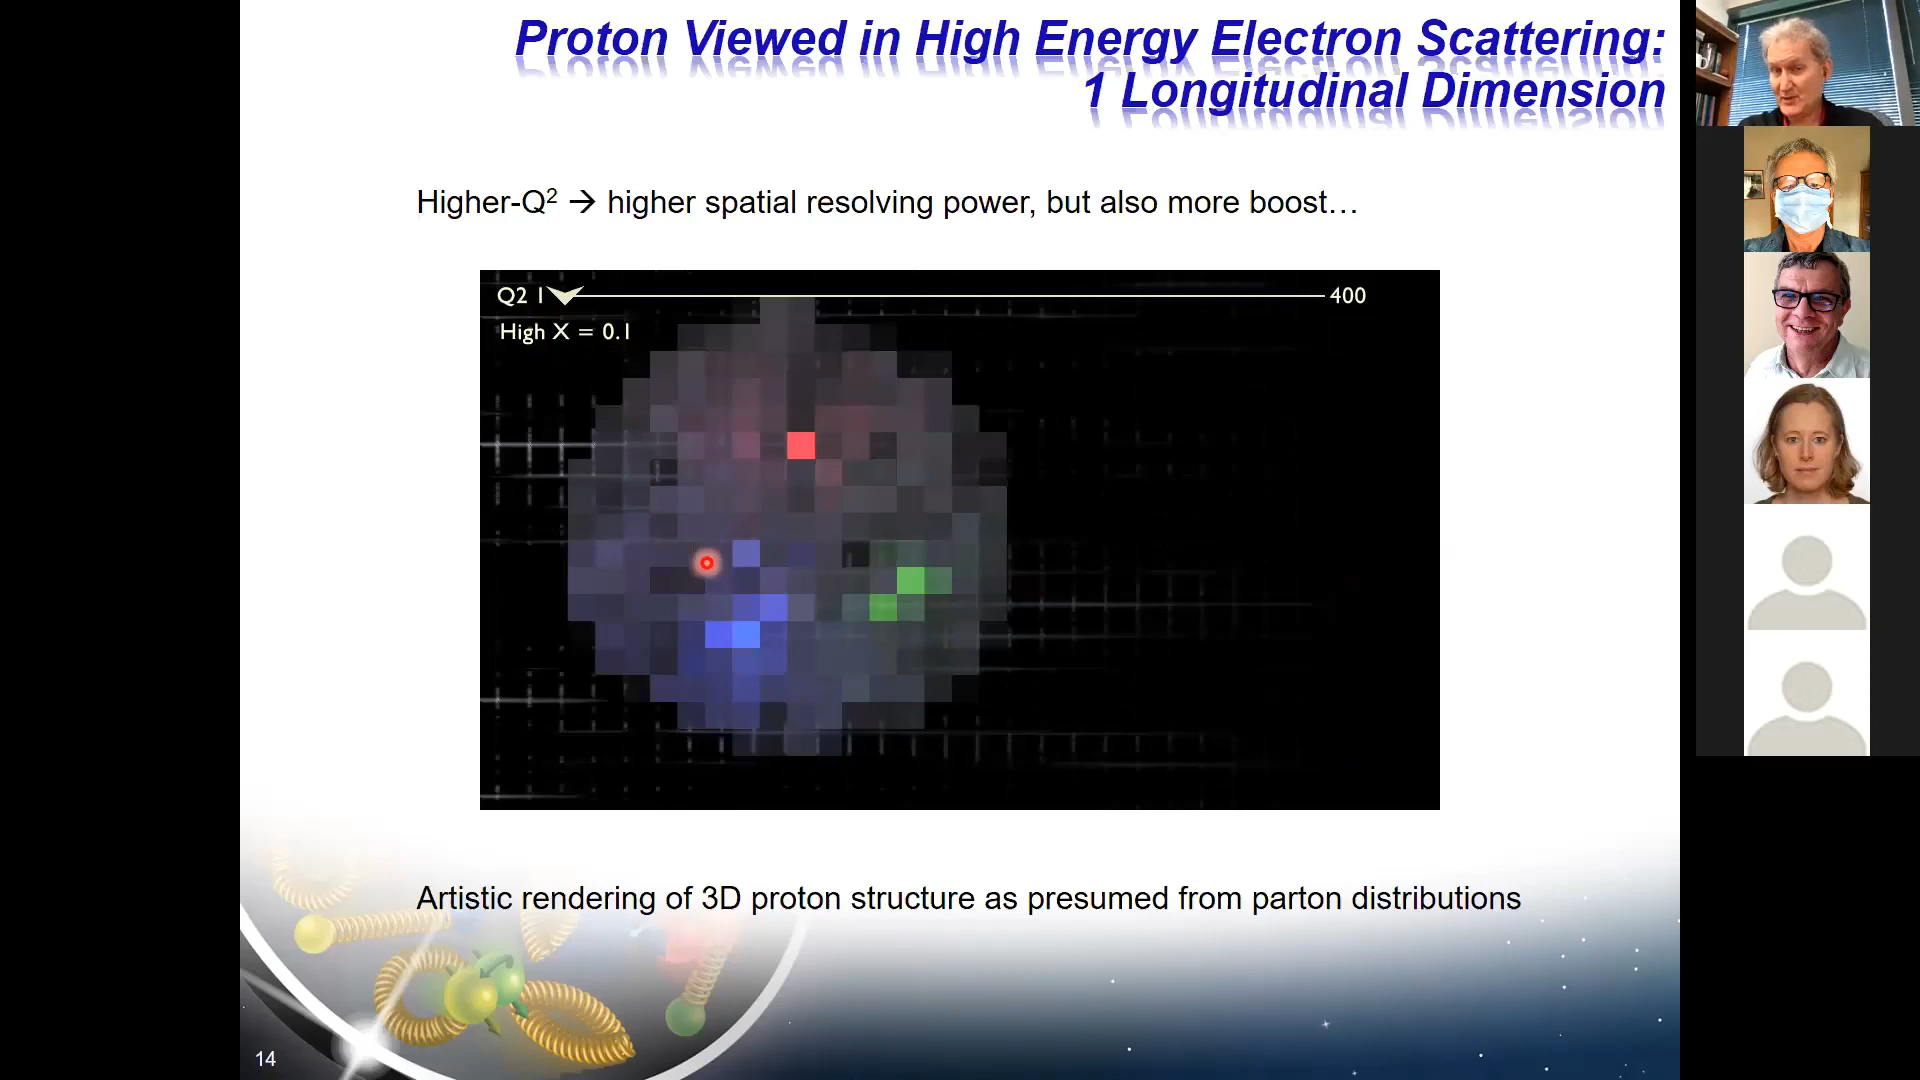 Proton Viewed in High Energy Electron Scattering:
1 Longitudinal Dimension
Higher-Q² → higher spatial resolving power, but also more boost…
Q2 1 400
High X = 0.1
Artistic rendering of 3D proton structure as presumed from parton distributions
14